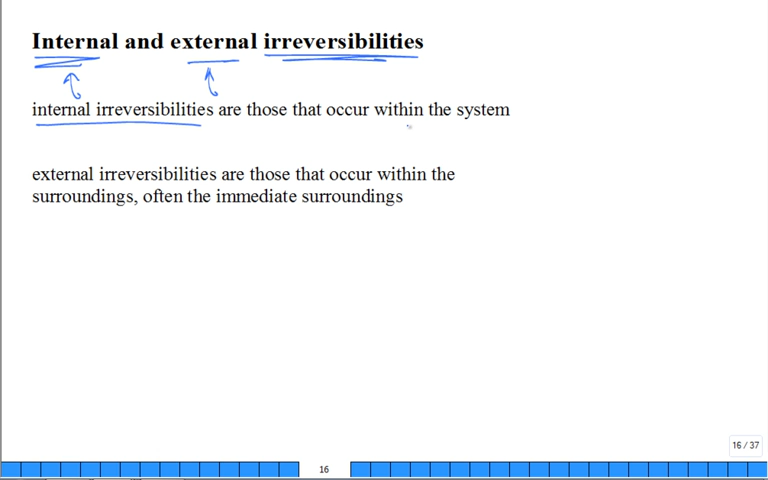 Internal and external irreversibilities
internal irreversibilities are those that occur within the system
external irreversibilities are those that occur within the
surroundings, often the immediate surroundings
16 / 37
16